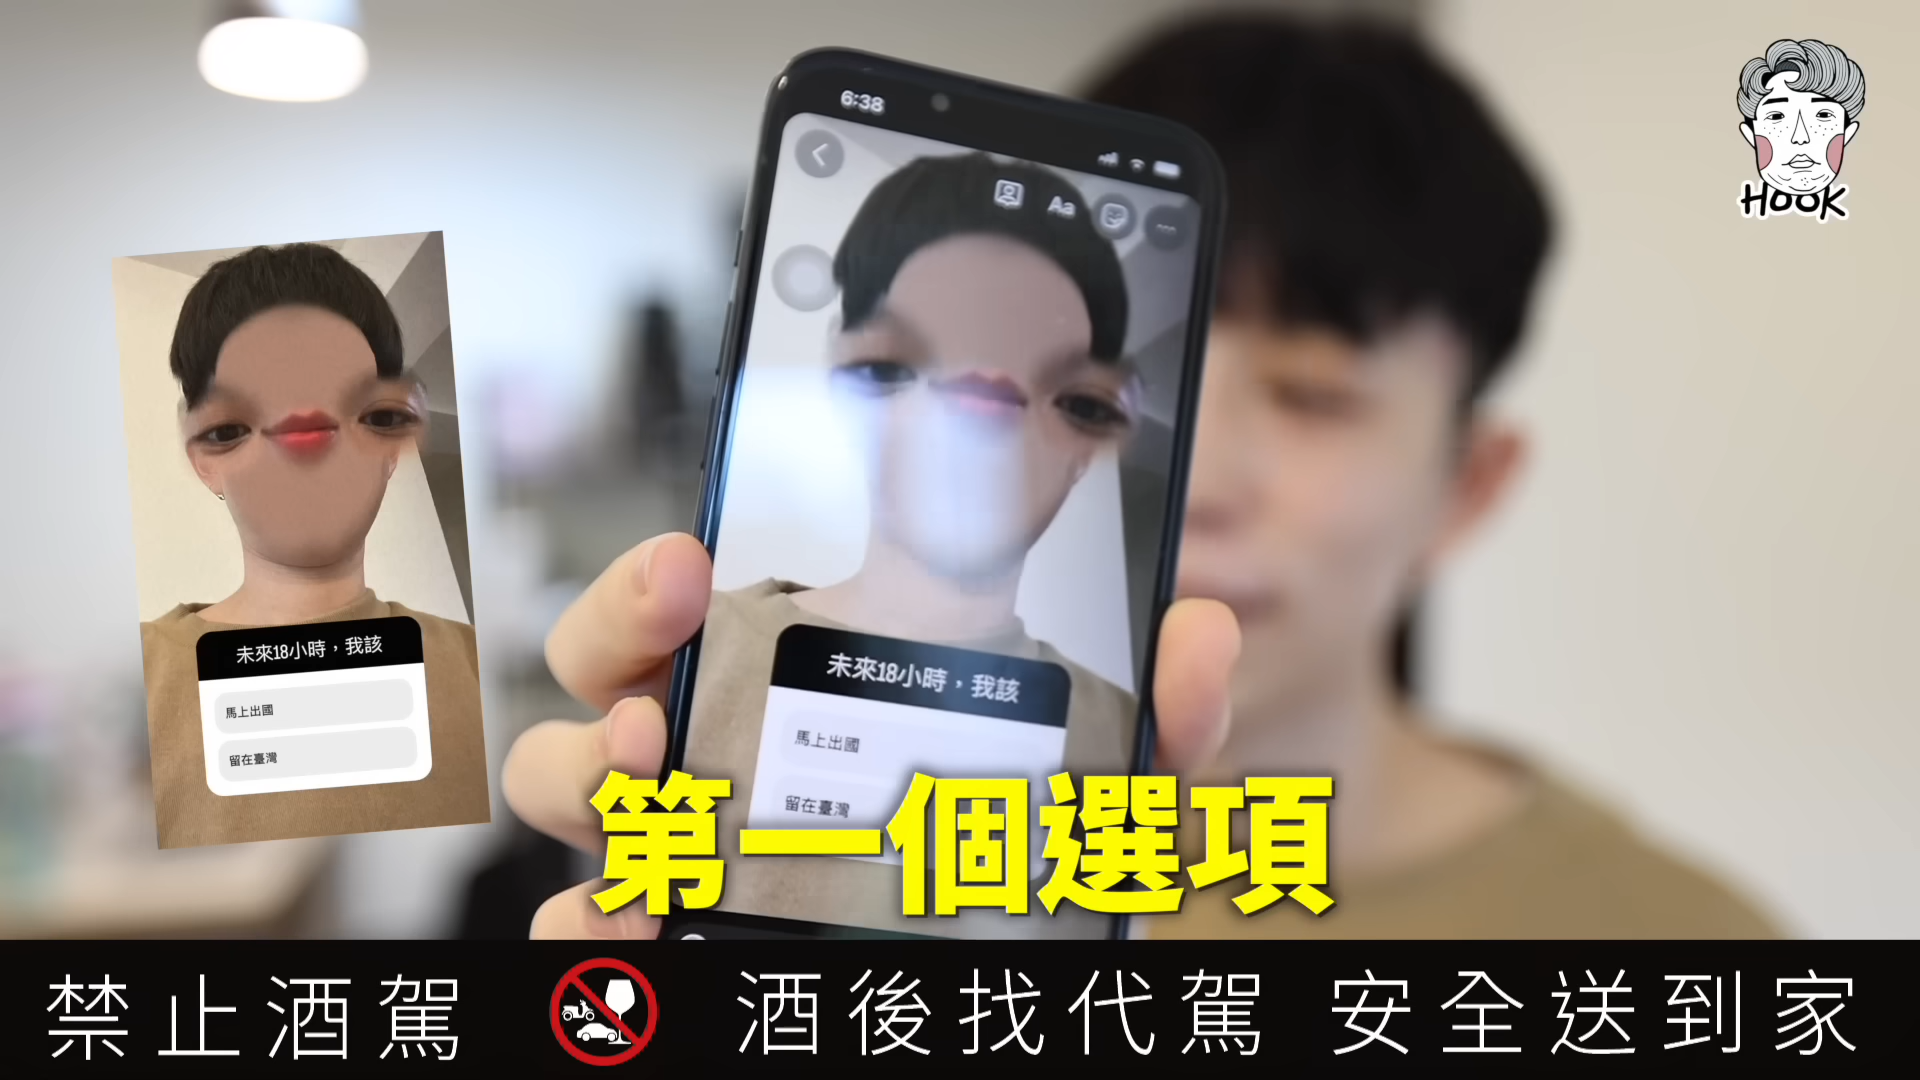 6:38
Aa
HOOK
未來18小時，我該
馬上出國
留在臺灣
未來18小時，我該
馬上出國
留在臺灣
第一個選項
禁止酒駕 酒後找代駕 安全送到家